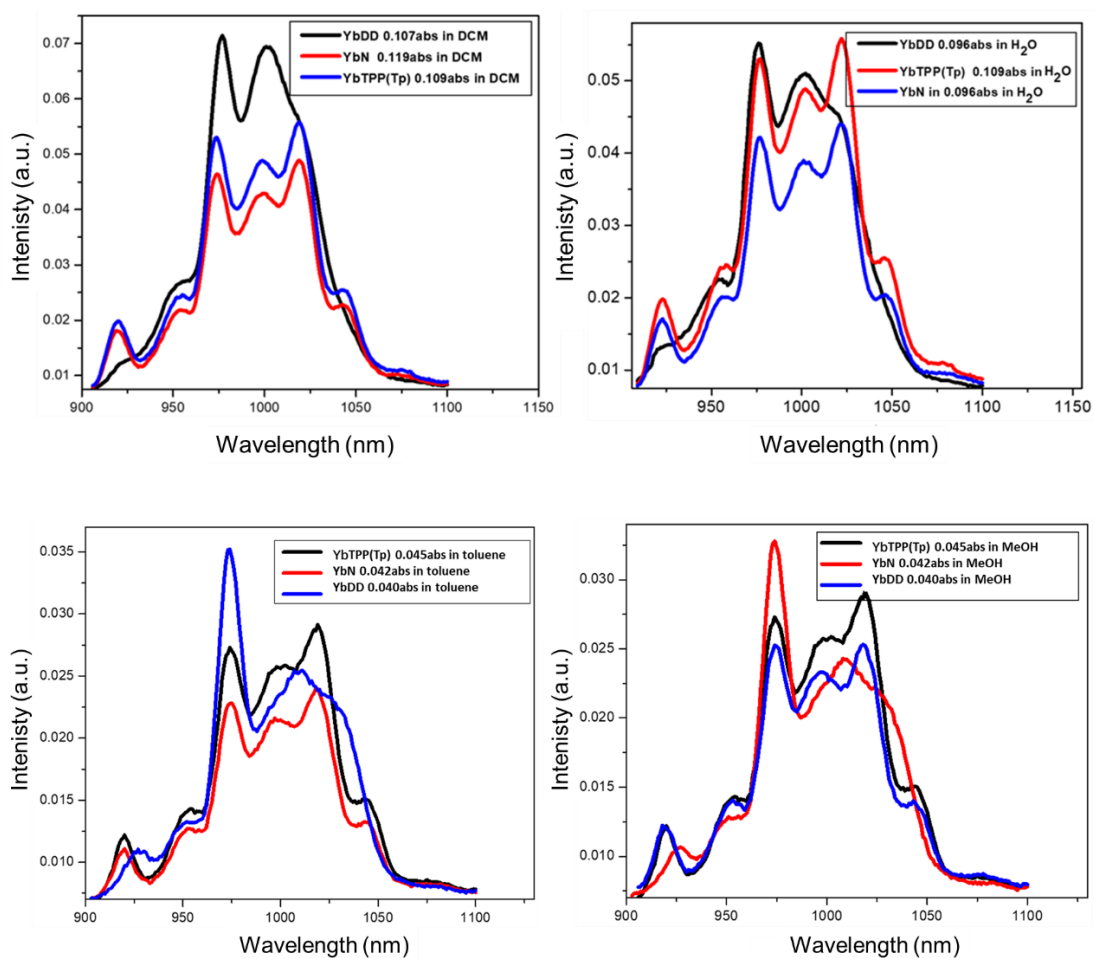 YbDD 0.107abs in DCM
YbN 0.119abs in DCM
YbTPP(Tp) 0.109abs in DCM
0.07
0.06
0.05
0.04
0.03
0.02
0.01
Intenisty (a.u.)
900 950 1000 1050 1100 1150
Wavelength (nm)
YbDD 0.096abs in H2O
YbTPP(Tp) 0.109abs in H2O
YbN in 0.096abs in H2O
0.05
0.04
0.03
0.02
0.01
Intenisty (a.u.)
950 1000 1050 1100 1150
Wavelength (nm)
YbTPP(Tp) 0.045abs in toluene
YbN 0.042abs in toluene
YbDD 0.040abs in toluene
0.035
0.030
0.025
0.020
0.015
0.010
Intenisty (a.u.)
900 950 1000 1050 1100
Wavelength (nm)
YbTPP(Tp) 0.045abs in MeOH
YbN 0.042abs in MeOH
YbDD 0.040abs in MeOH
0.030
0.025
0.020
0.015
0.010
Intenisty (a.u.)
900 950 1000 1050 1100
Wavelength (nm)